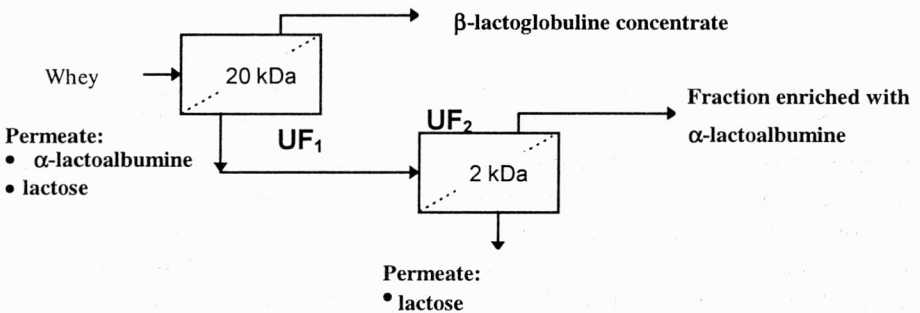 β-lactoglobuline concentrate
Whey
20 kDa
Permeate:
• α-lactoalbumine
• lactose
UF₁
UF₂
2 kDa
Fraction enriched with
α-lactoalbumine
Permeate:
• lactose